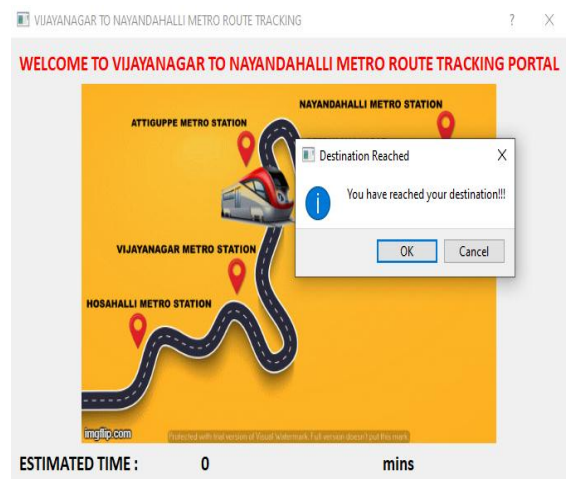 VIJAYANAGAR TO NAYANDAHALLI METRO ROUTE TRACKING ? X
WELCOME TO VIJAYANAGAR TO NAYANDAHALLI METRO ROUTE TRACKING PORTAL
NAYANDAHALLI METRO STATION
ATTIGUPPE METRO STATION
Destination Reached X
You have reached your destination!!!
OK Cancel
VIJAYANAGAR METRO STATION
HOSAHALLI METRO STATION
imgflip.com
Protected with trial version of Visual Watermark. Full version doesn't put this mark.
ESTIMATED TIME : 0 mins